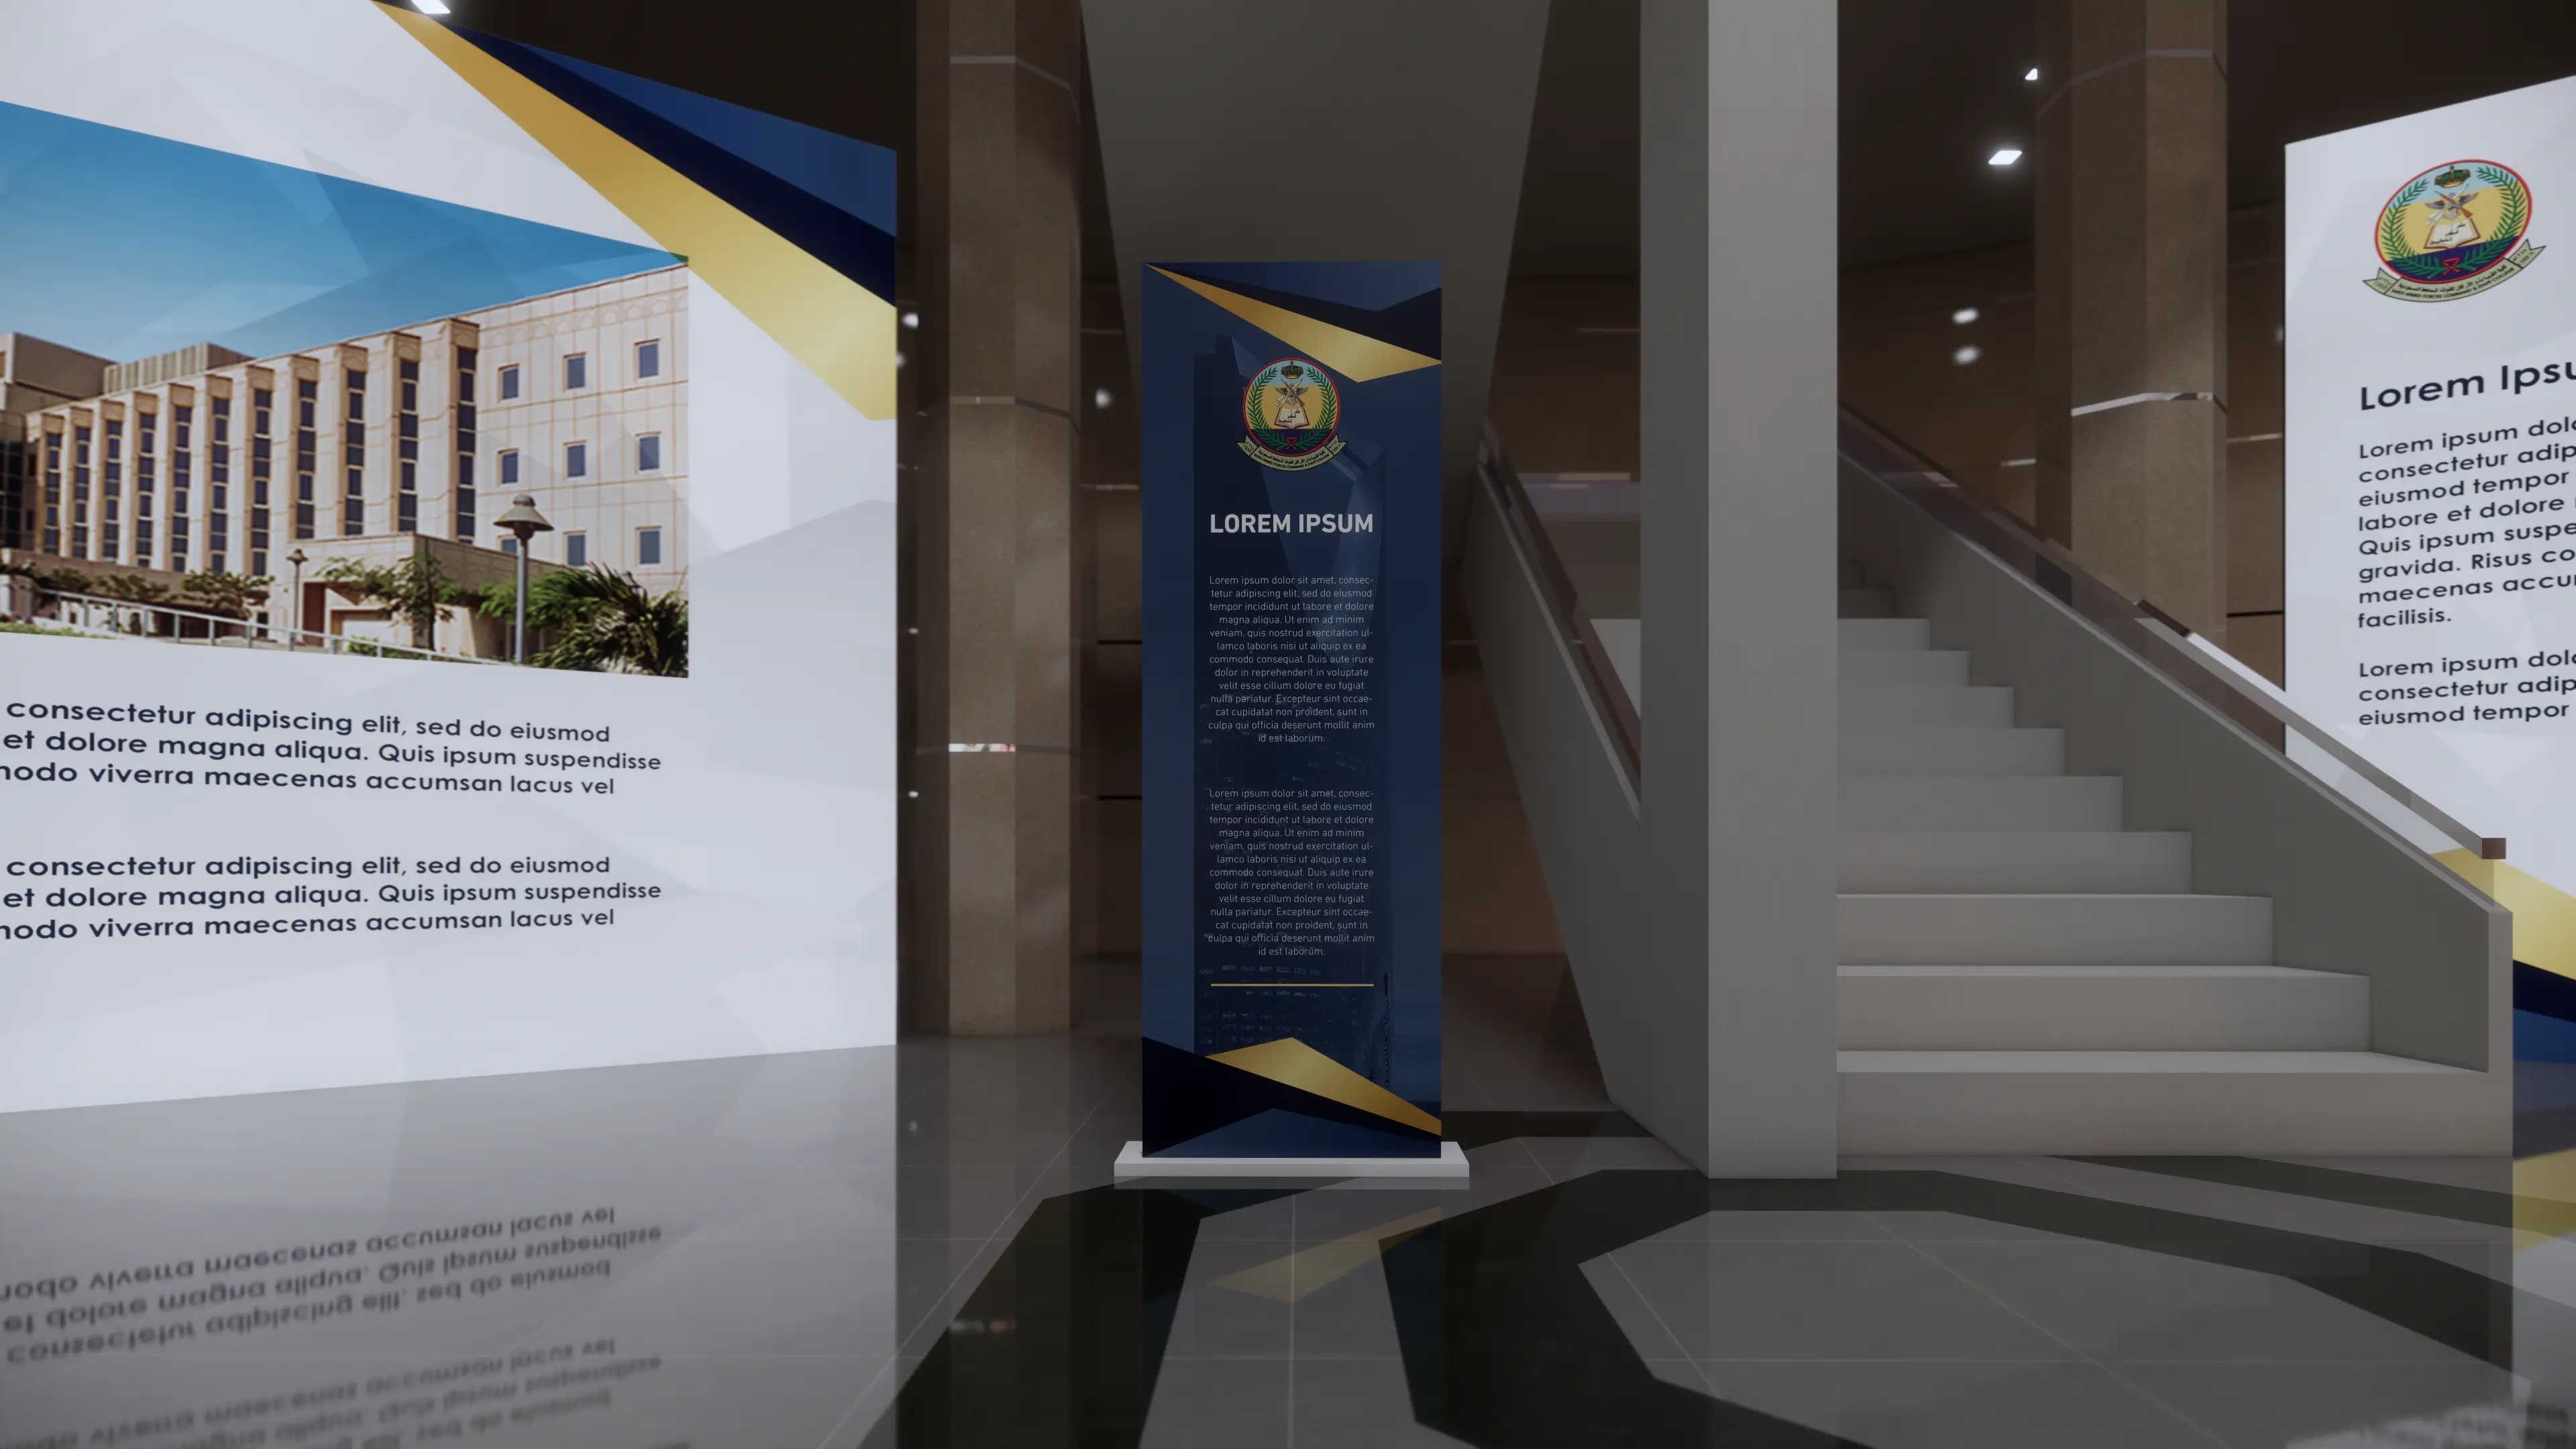 consectetur adipiscing elit, sed do eiusmod
et dolore magna aliqua. Quis ipsum suspendisse
viverra maecenas accumsan lacus vel
consectetur adipiscing elit, sed do eiusmod
et dolore magna aliqua. Quis ipsum suspendisse
viverra maecenas accumsan lacus vel
LOREM IPSUM
Lorem ipsum dolor sit amet, consec-
tetur adipiscing elit, sed do eiusmod
tempor incididunt ut labore et dolore
magna aliqua. Ut enim ad minim
veniam, quis nostrud exercitation ul-
lamco laboris nisi ut aliquip ex ea
commodo consequat. Duis aute irure
dolor in reprehenderit in voluptate
velit esse cillum dolore eu fugiat
nulla pariatur. Excepteur sint occae-
cat cupidatat non proident, sunt in
culpa qui officia deserunt mollit anim
id est laborum.
Lorem ipsum dolor sit amet, consec-
tetur adipiscing elit, sed do eiusmod
tempor incididunt ut labore et dolore
magna aliqua. Ut enim ad minim
veniam, quis nostrud exercitation ul-
lamco laboris nisi ut aliquip ex ea
commodo consequat. Duis aute irure
dolor in reprehenderit in voluptate
velit esse cillum dolore eu fugiat
nulla pariatur. Excepteur sint occae-
cat cupidatat non proident, sunt in
culpa qui officia deserunt mollit anim
id est laborum.
Lorem Ipsu
Lorem ipsum dolo
consectetur adip
eiusmod tempor
labore et dolore
Quis ipsum suspe
gravida. Risus co
maecenas accu
facilisis.
Lorem ipsum dolo
consectetur adip
eiusmod tempor